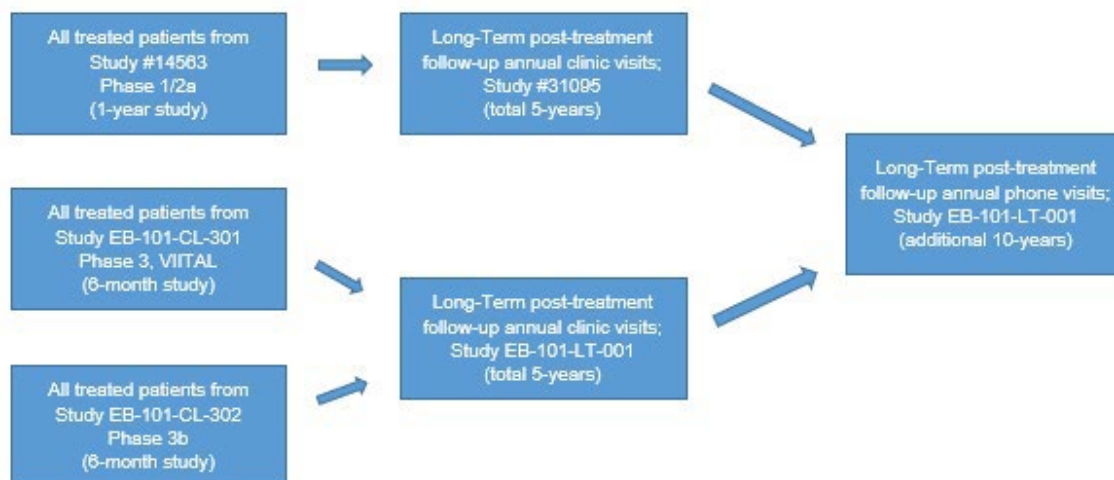 All treated patients from
Study #14563
Phase 1/2a
(1-year study)
Long-Term post-treatment
follow-up annual clinic visits;
Study #31095
(total 5-years)
All treated patients from
Study EB-101-CL-301
Phase 3, VIITAL
(6-month study)
All treated patients from
Study EB-101-CL-302
Phase 3b
(6-month study)
Long-Term post-treatment
follow-up annual clinic visits;
Study EB-101-LT-001
(total 5-years)
Long-Term post-treatment
follow-up annual phone visits;
Study EB-101-LT-001
(additional 10-years)